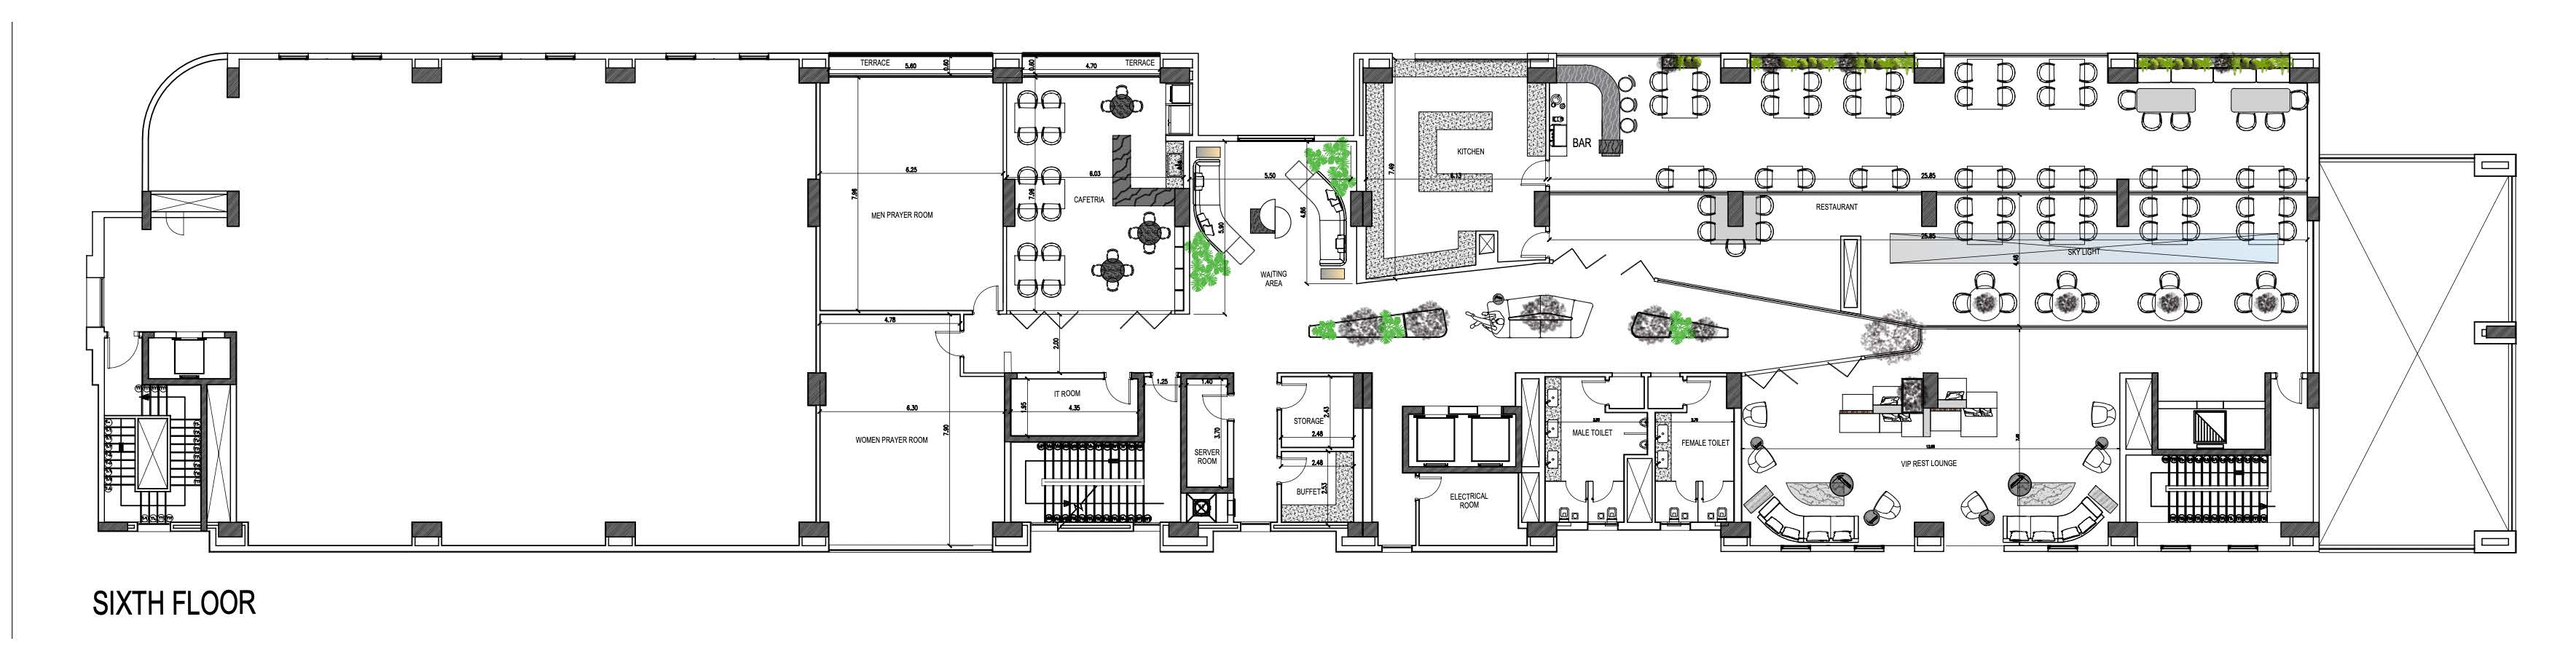 TERRACE
5.60
0.60
0.60
4.70
TERRACE
6.25
7.96
MEN PRAYER ROOM
6.03
7.96
CAFETRIA
5.50
4.86
5.90
WAITING
AREA
7.49
KITCHEN
6.13
BAR
25.85
RESTAURANT
25.85
SKY LIGHT
4.48
4.78
2.00
6.30
7.90
WOMEN PRAYER ROOM
IT ROOM
1.95
4.35
1.25
1.40
3.70
SERVER
ROOM
STORAGE
2.43
2.48
2.48
BUFFET
2.53
ELECTRICAL
ROOM
MALE TOILET
FEMALE TOILET
VIP REST LOUNGE
SIXTH FLOOR